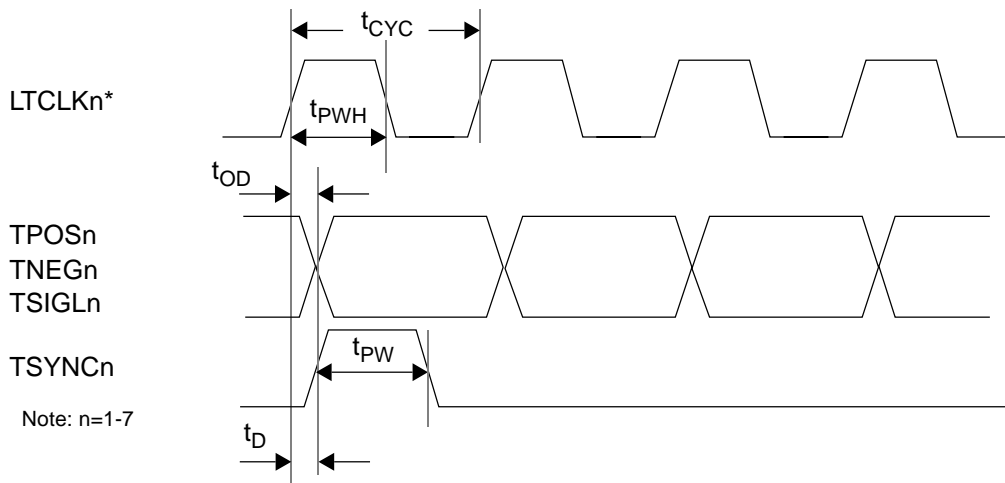 tCYC
LTCLKn*
tPWH
tOD
TPOSn
TNEGn
TSIGLn
tPW
TSYNCn
Note: n=1-7
tD